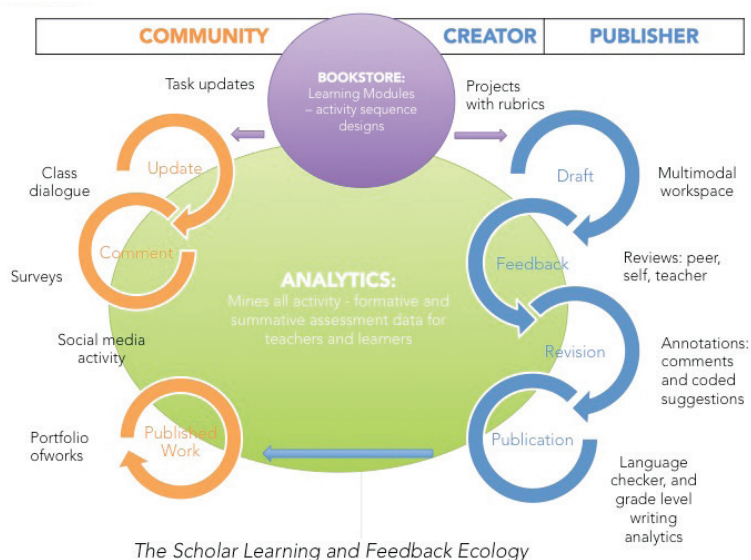 COMMUNITY
CREATOR
PUBLISHER
BOOKSTORE:
Learning Modules
– activity sequence
designs
Task updates
Projects
with rubrics
Update
Class
dialogue
Draft
Multimodal
workspace
Comment
Feedback
Reviews: peer,
self, teacher
Surveys
ANALYTICS:
Mines all activity - formative and
summative assessment data for
teachers and learners
Social media
activity
Revision
Annotations:
comments
and coded
suggestions
Portfolio
ofworks
Published
Work
Publication
Language
checker, and
grade level
writing
analytics
The Scholar Learning and Feedback Ecology